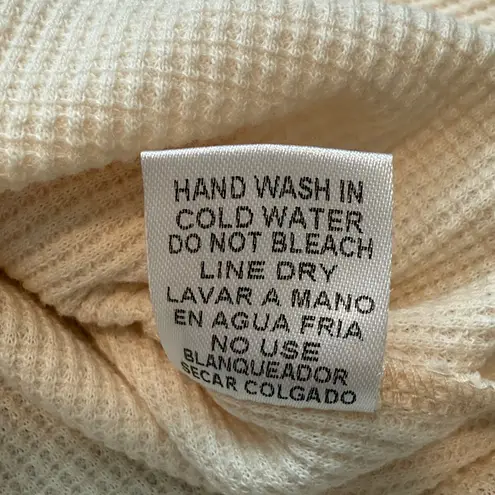 HAND WASH IN
COLD WATER
DO NOT BLEACH
LINE DRY
LAVAR A MANO
EN AGUA FRIA
NO USE
BLANQUEADOR
SECAR COLGADO